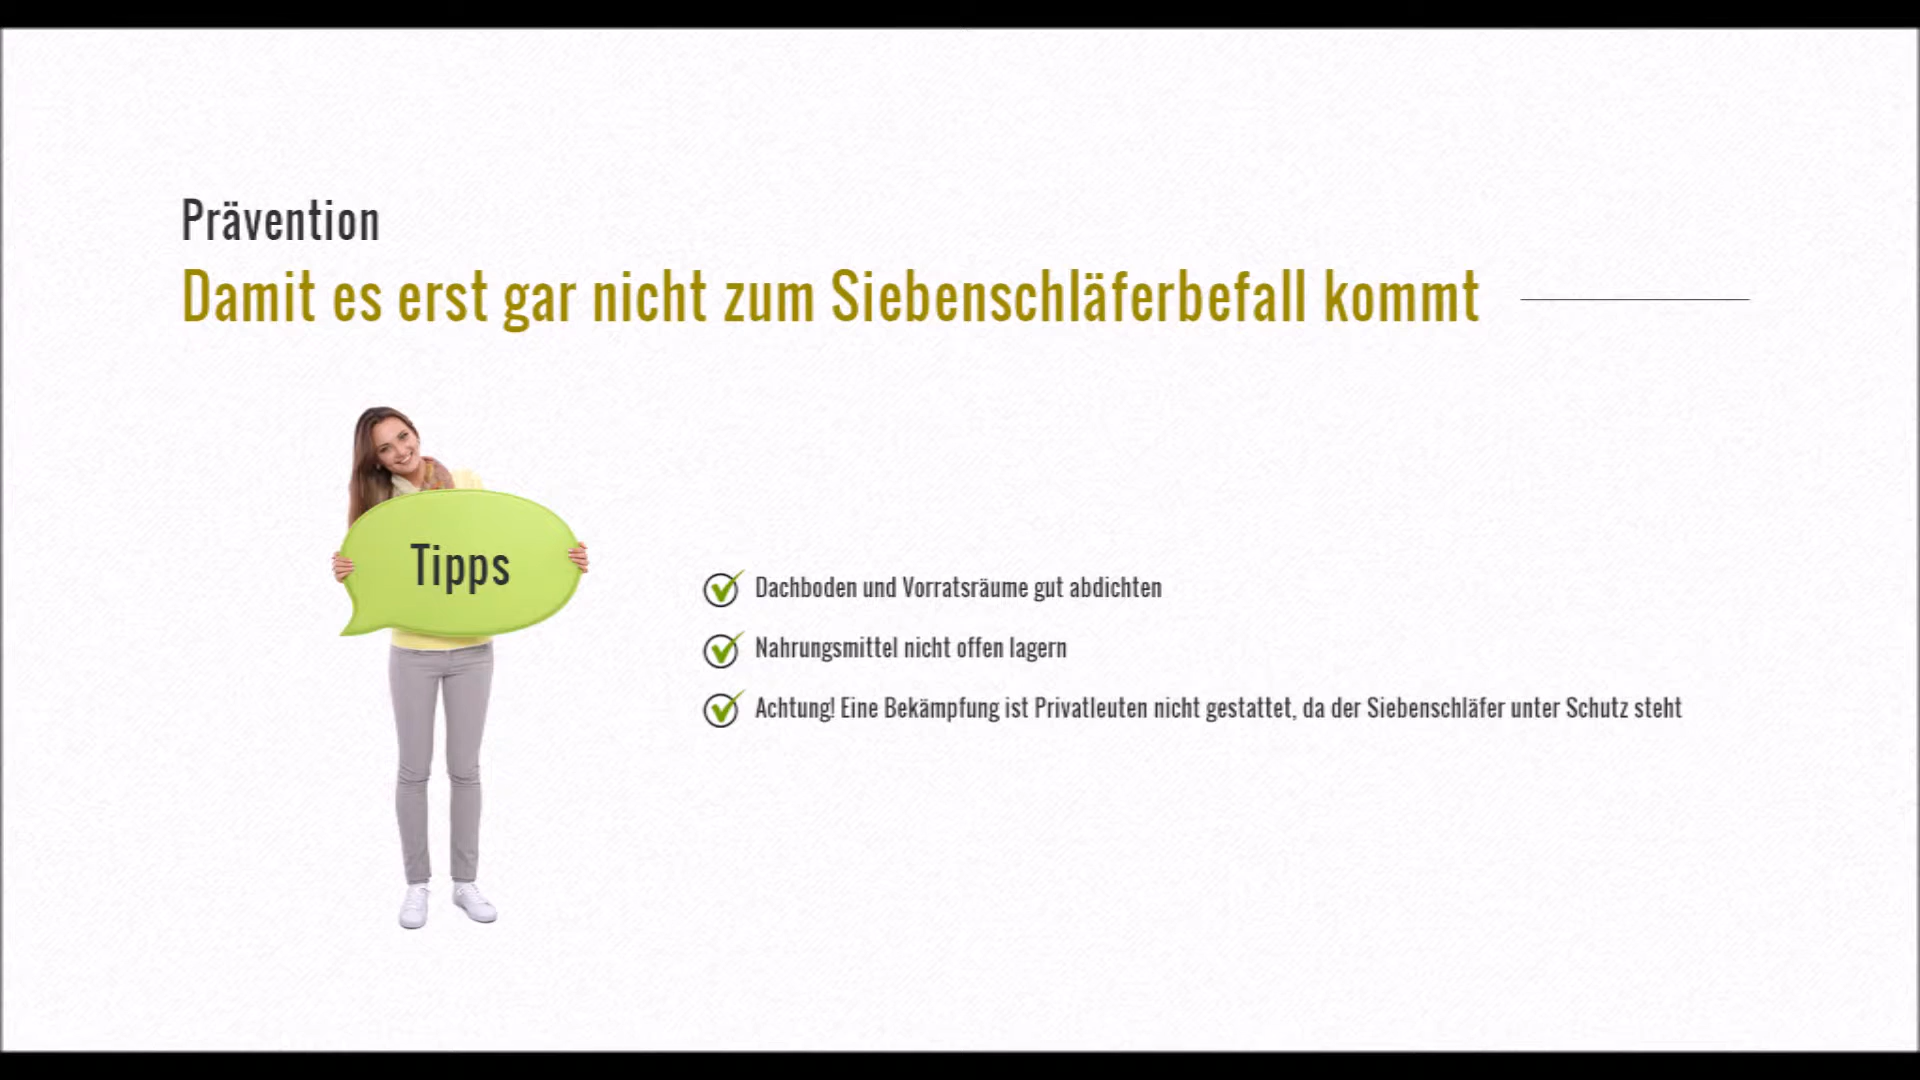 Prävention
Damit es erst gar nicht zum Siebenschläferbefall kommt
Tipps
Dachboden und Vorratsräume gut abdichten
Nahrungsmittel nicht offen lagern
Achtung! Eine Bekämpfung ist Privatleuten nicht gestattet, da der Siebenschläfer unter Schutz steht